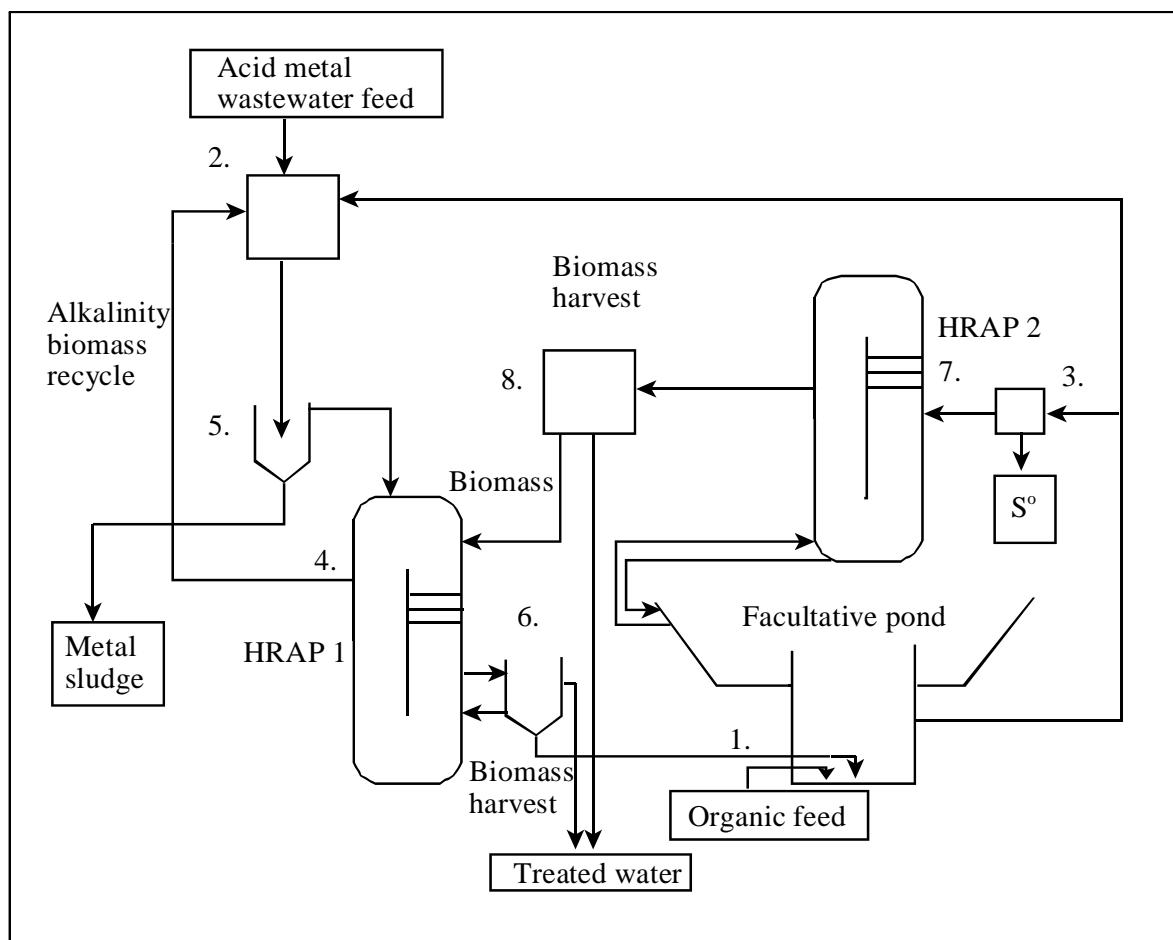 Acid metal
wastewater feed
2.
Biomass
harvest
Alkalinity
biomass
recycle
HRAP 2
8.
7.
3.
5.
Biomass
S°
4.
6.
Facultative pond
HRAP 1
Metal
sludge
1.
Biomass
harvest
Organic feed
Treated water